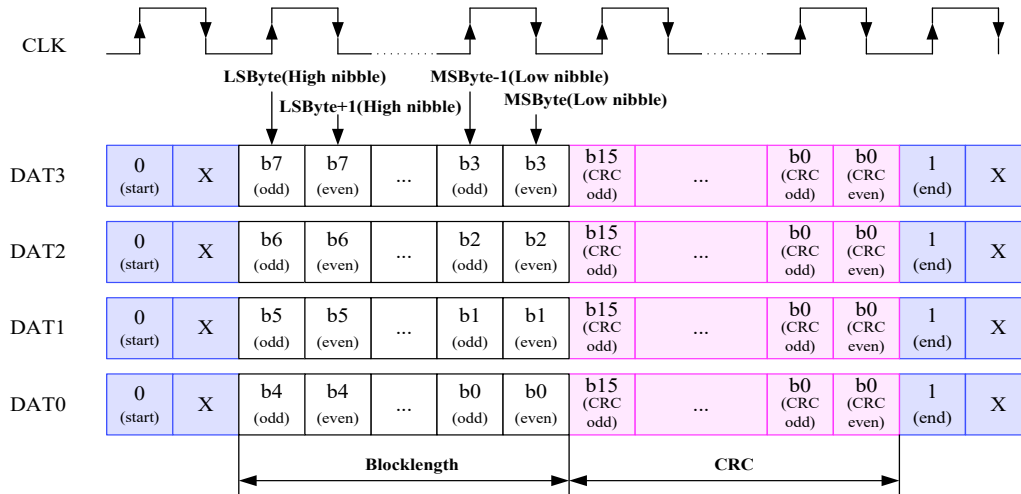 CLK
LSByte(High nibble) MSByte-1(Low nibble)
LSByte+1(High nibble) MSByte(Low nibble)
DAT3 0 (start) X b7 (odd) b7 (even) ... b3 (odd) b3 (even) b15 (CRC odd) ... b0 (CRC odd) b0 (CRC even) 1 (end) X
DAT2 0 (start) X b6 (odd) b6 (even) ... b2 (odd) b2 (even) b15 (CRC odd) ... b0 (CRC odd) b0 (CRC even) 1 (end) X
DAT1 0 (start) X b5 (odd) b5 (even) ... b1 (odd) b1 (even) b15 (CRC odd) ... b0 (CRC odd) b0 (CRC even) 1 (end) X
DAT0 0 (start) X b4 (odd) b4 (even) ... b0 (odd) b0 (even) b15 (CRC odd) ... b0 (CRC odd) b0 (CRC even) 1 (end) X
Blocklength CRC